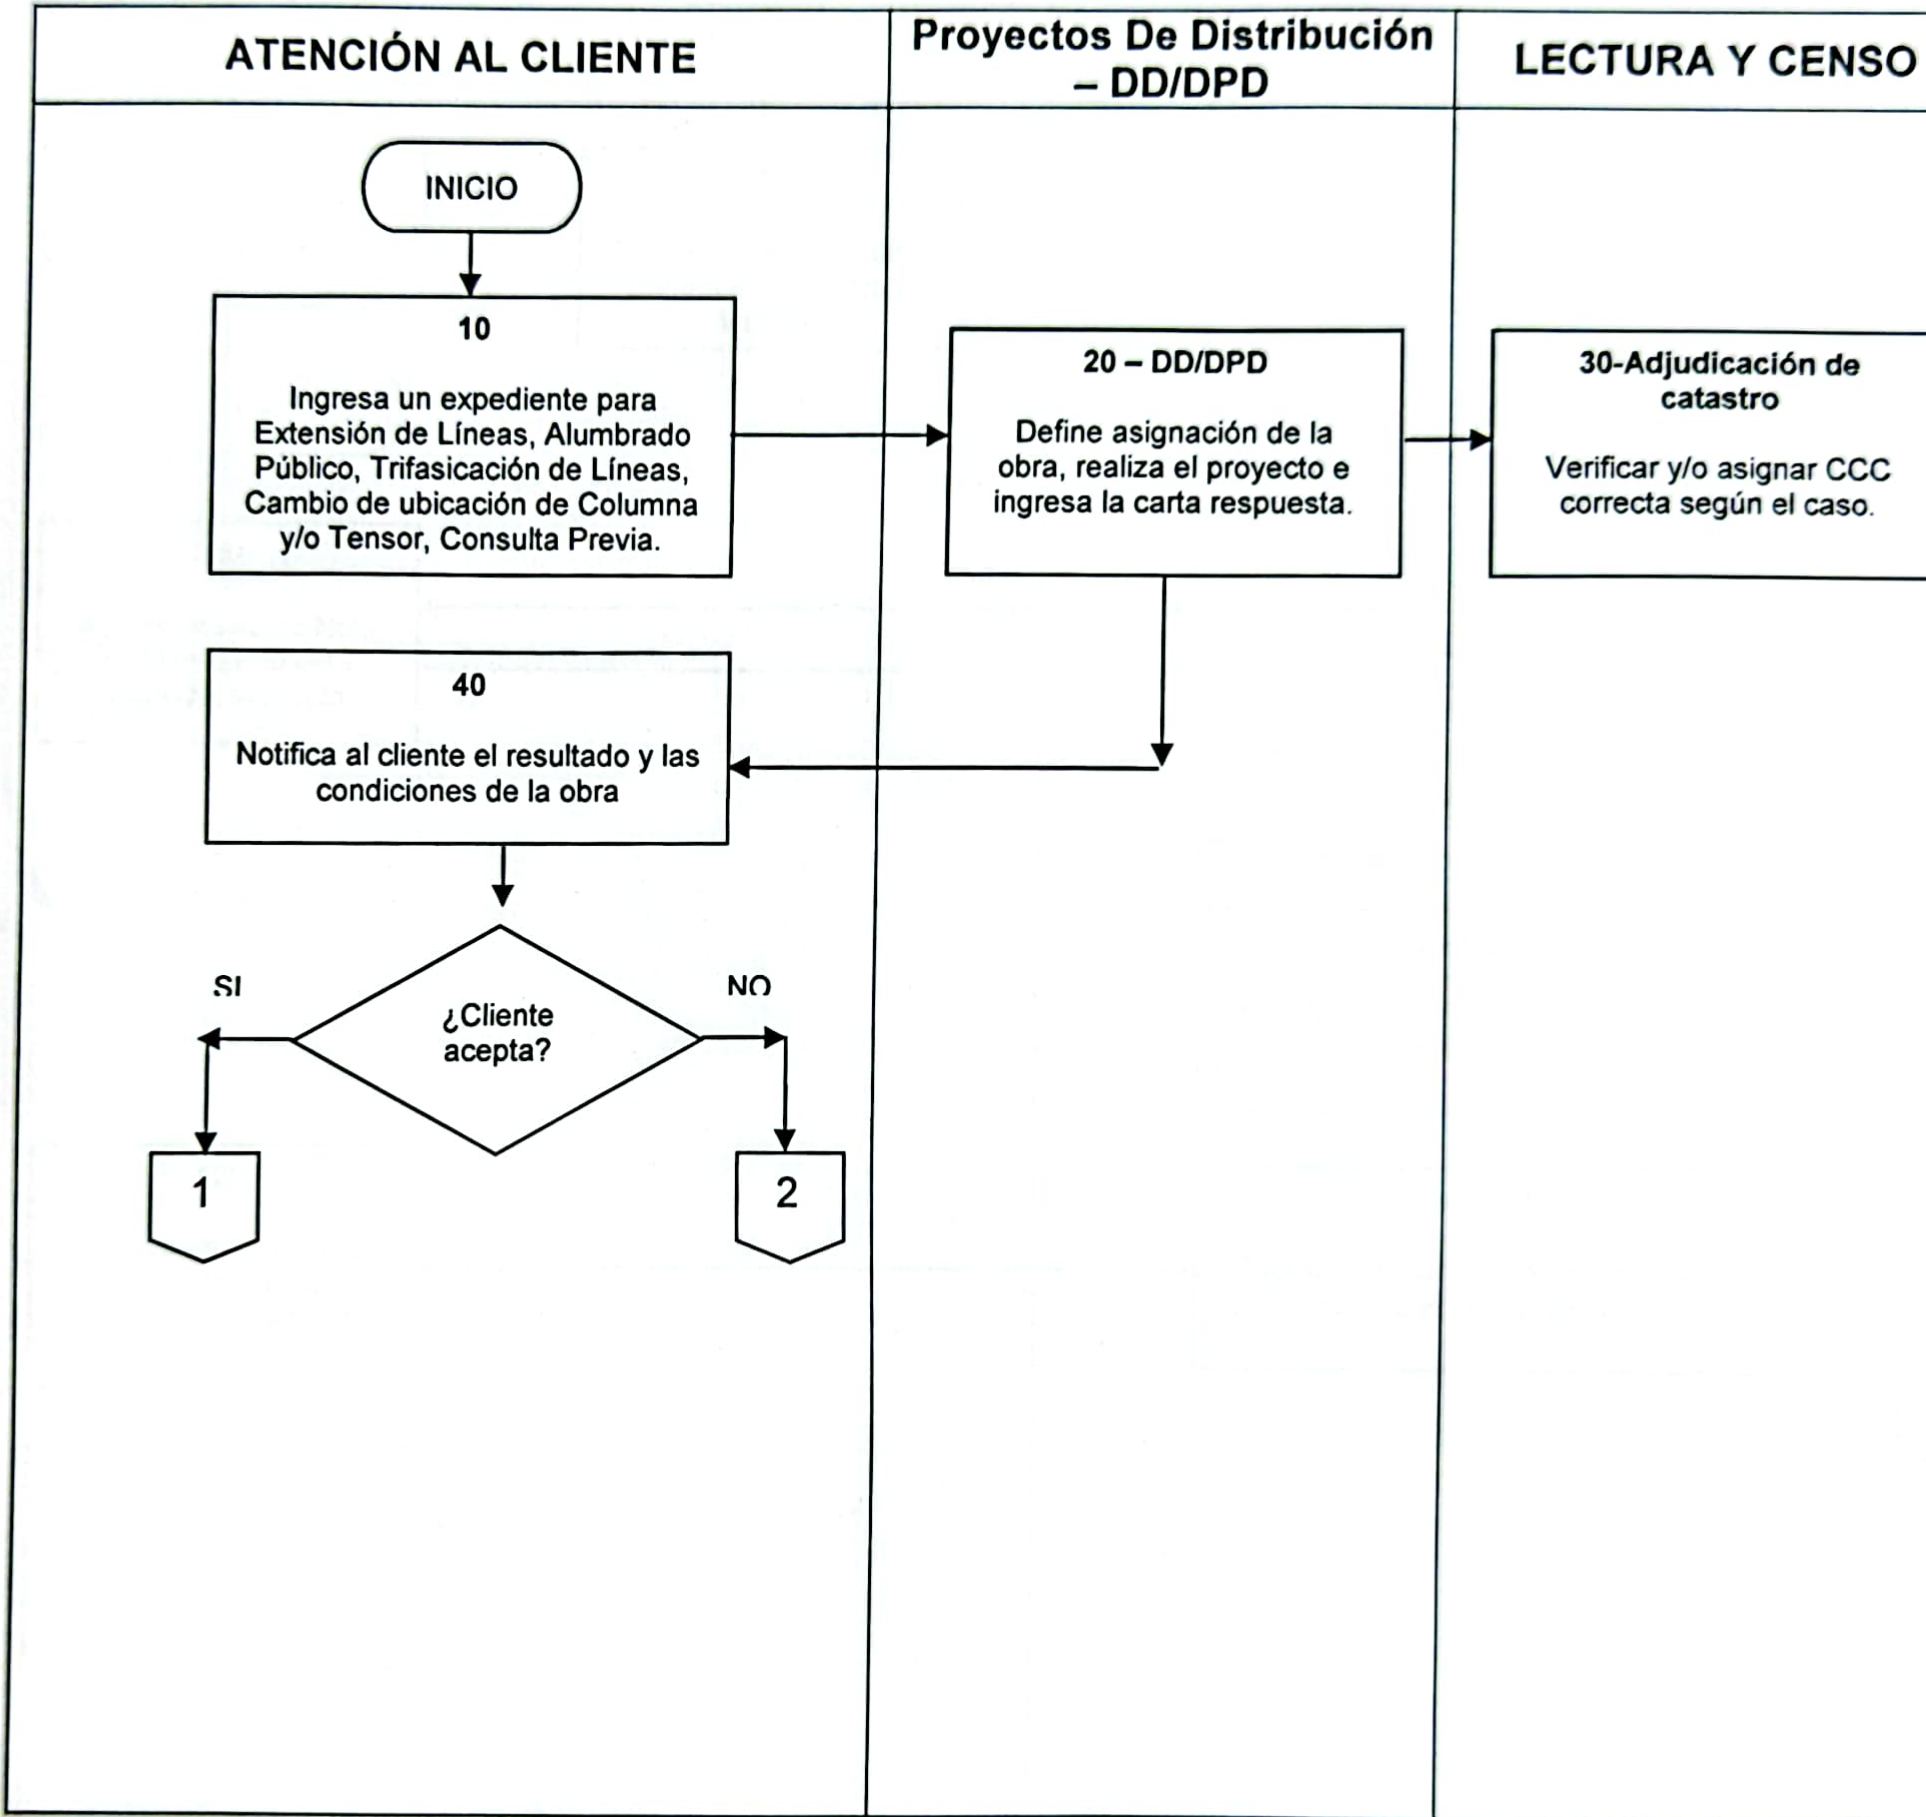 ATENCIÓN AL CLIENTE
Proyectos De Distribución
– DD/DPD
LECTURA Y CENSO
INICIO
10
Ingresa un expediente para
Extensión de Líneas, Alumbrado
Público, Trifasicación de Líneas,
Cambio de ubicación de Columna
y/o Tensor, Consulta Previa.
20 – DD/DPD
Define asignación de la
obra, realiza el proyecto e
ingresa la carta respuesta.
30-Adjudicación de
catastro
Verificar y/o asignar CCC
correcta según el caso.
40
Notifica al cliente el resultado y las
condiciones de la obra
SI
NO
¿Cliente
acepta?
1
2